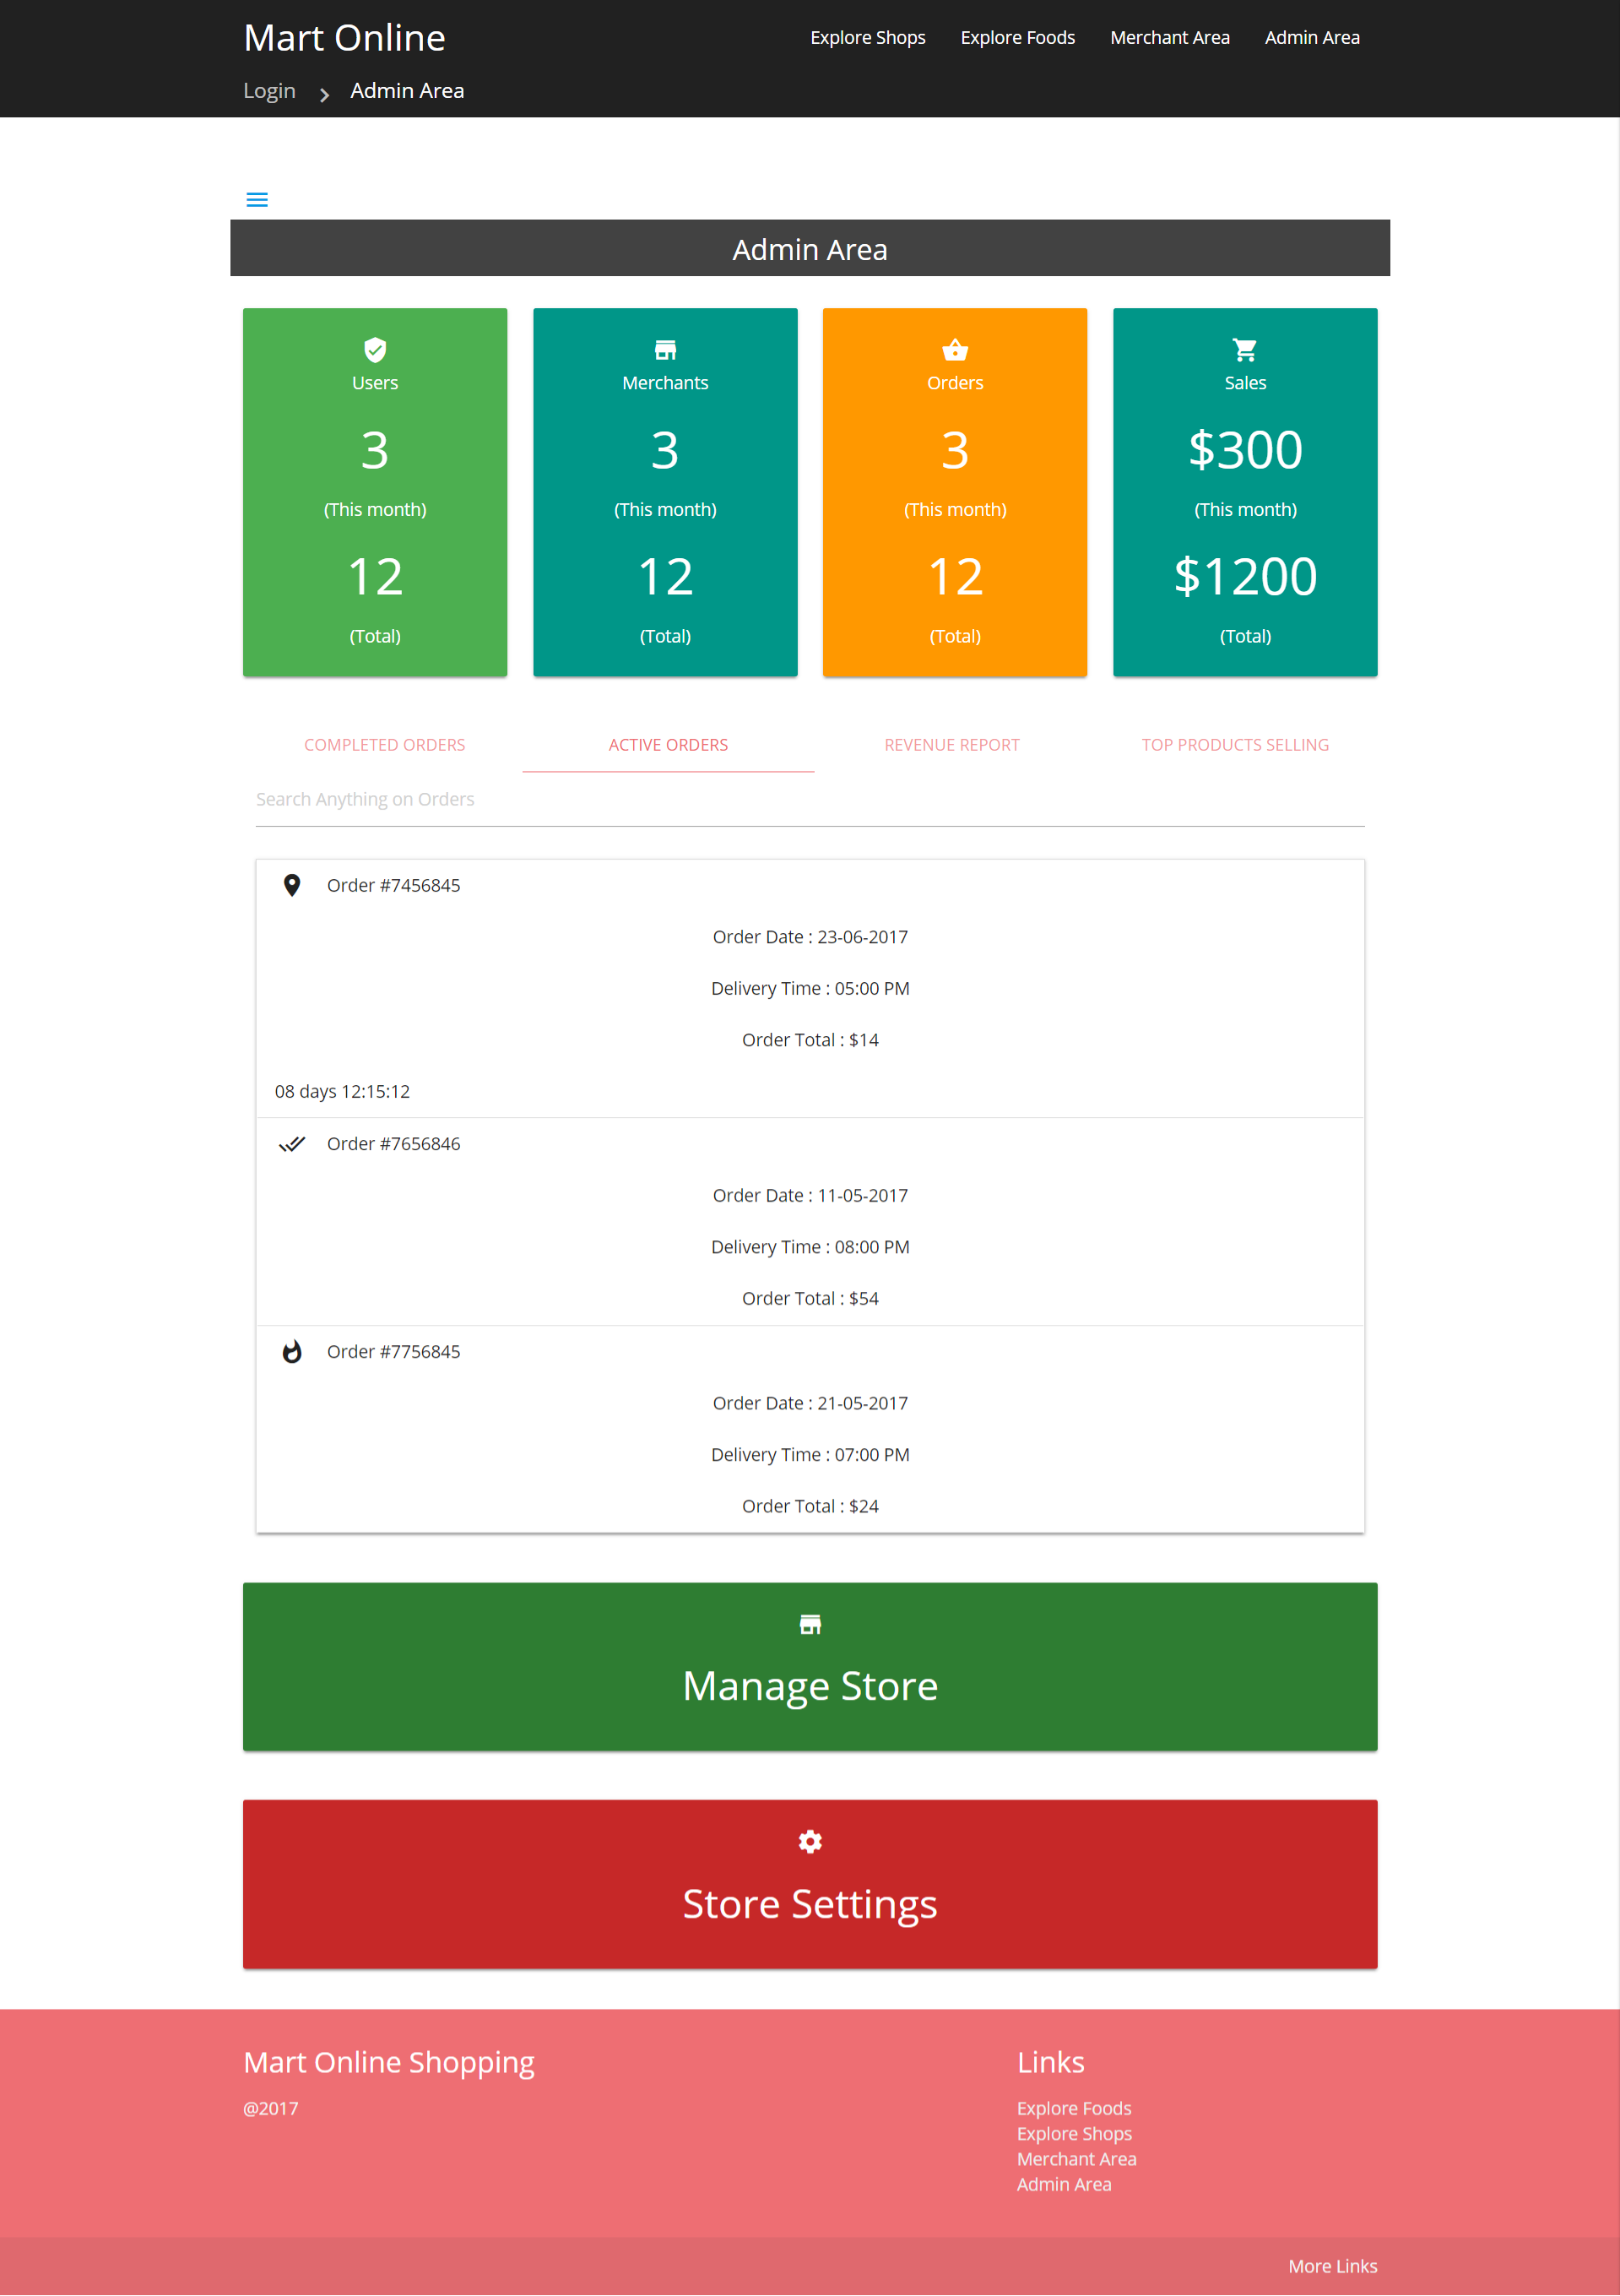 Mart Online
Explore Shops Explore Foods Merchant Area Admin Area
Login Admin Area
Admin Area
Users
3
(This month)
12
(Total)
Merchants
3
(This month)
12
(Total)
Orders
3
(This month)
12
(Total)
Sales
$300
(This month)
$1200
(Total)
COMPLETED ORDERS ACTIVE ORDERS REVENUE REPORT TOP PRODUCTS SELLING
Search Anything on Orders
Order #7456845
Order Date : 23-06-2017
Delivery Time : 05:00 PM
Order Total : $14
08 days 12:15:12
Order #7656846
Order Date : 11-05-2017
Delivery Time : 08:00 PM
Order Total : $54
Order #7756845
Order Date : 21-05-2017
Delivery Time : 07:00 PM
Order Total : $24
Manage Store
Store Settings
Mart Online Shopping
@2017
Links
Explore Foods
Explore Shops
Merchant Area
Admin Area
More Links